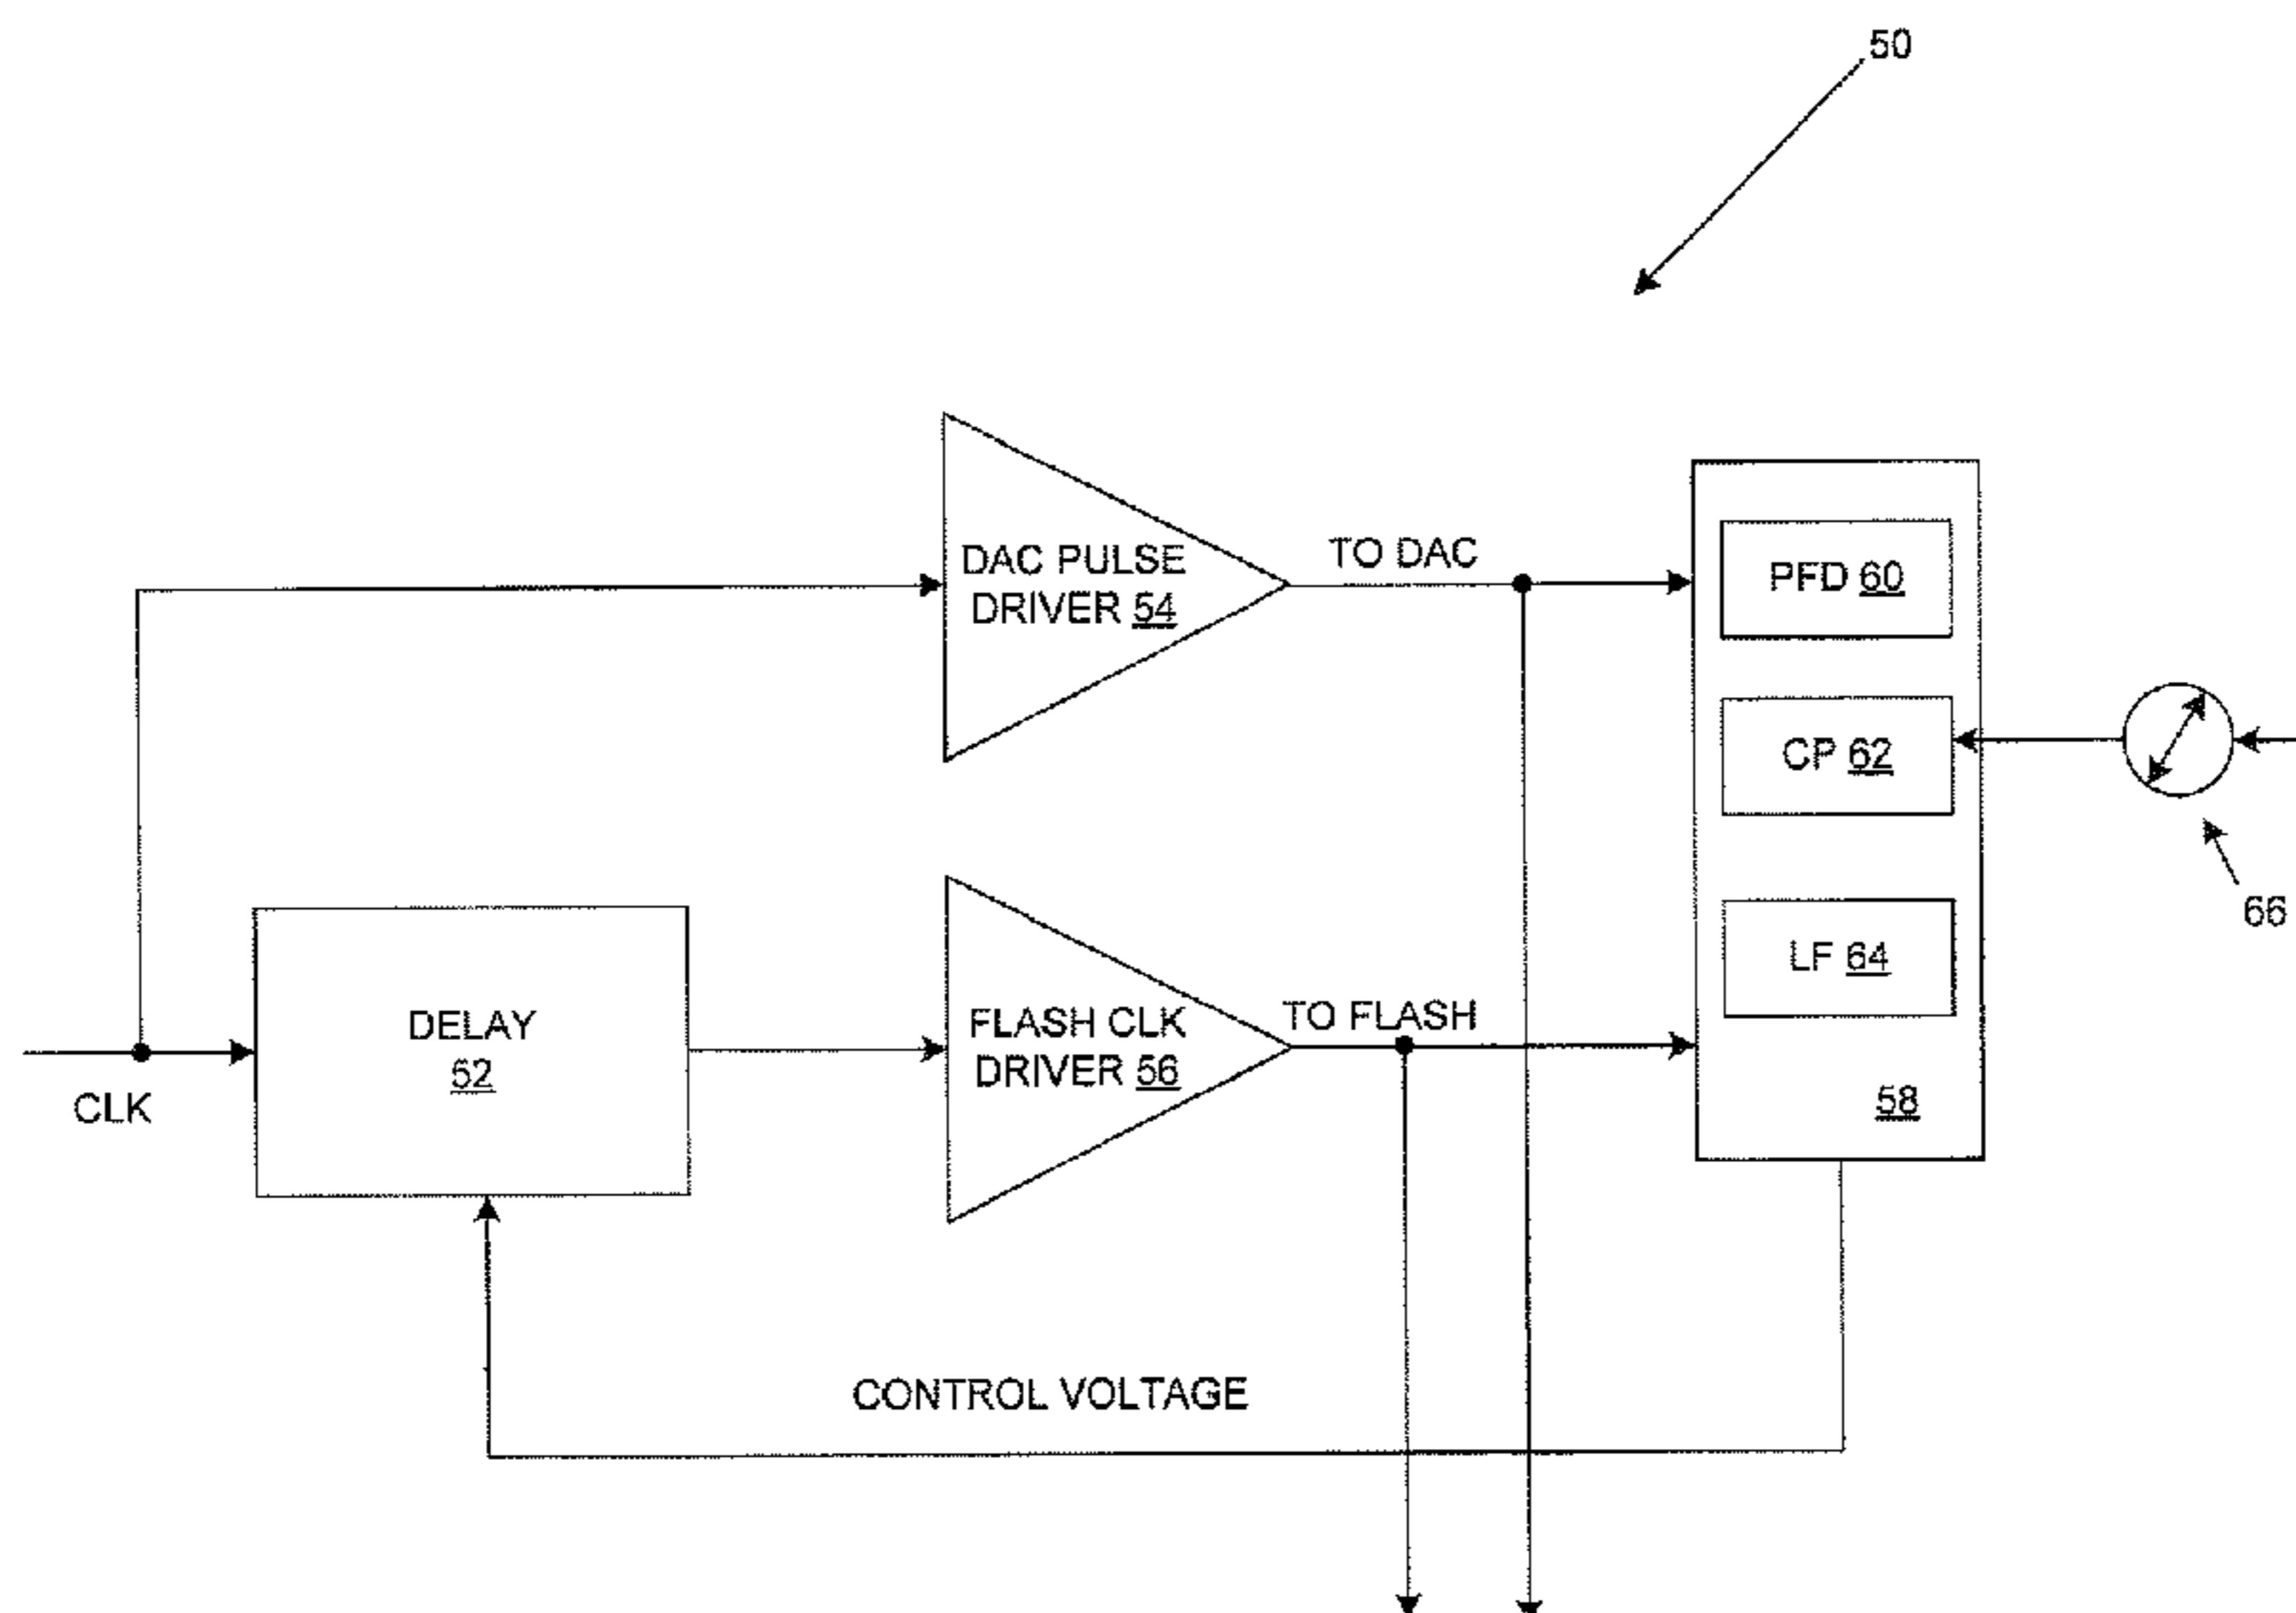 50
DAC PULSE
DRIVER 54
TO DAC
PFD 60
CP 62
66
LF 64
DELAY
52
FLASH CLK
DRIVER 56
TO FLASH
58
CLK
CONTROL VOLTAGE